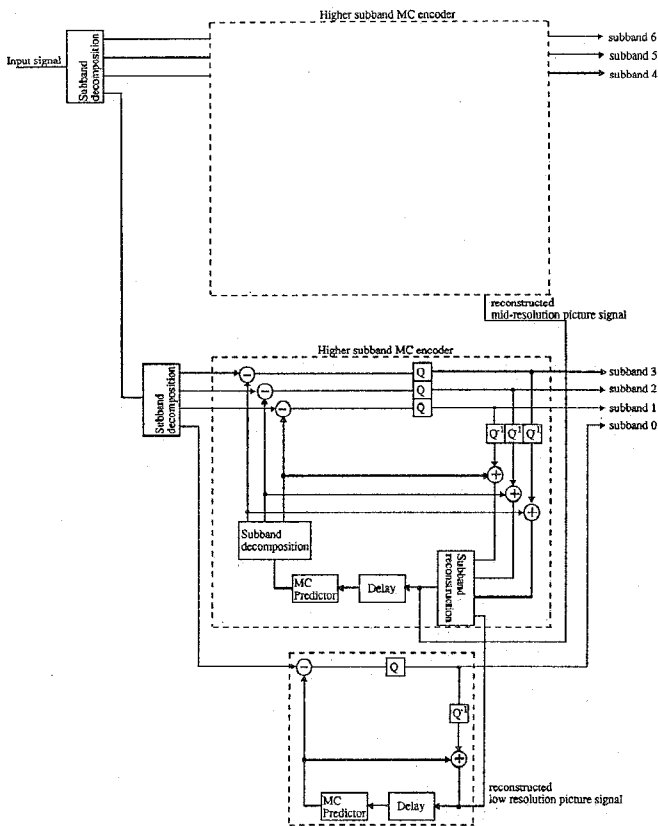 Higher subband MC encoder
Input signal
Subband
decomposition
subband 6
subband 5
subband 4
reconstructed
mid-resolution picture signal
Higher subband MC encoder
Subband
decomposition
Q
Q
Q
subband 3
subband 2
subband 1
subband 0
Q-1
Q-1
Q-1
Subband
decomposition
MC
Predictor
Delay
Subband
reconstruction
Q
Q-1
MC
Predictor
Delay
reconstructed
low resolution picture signal